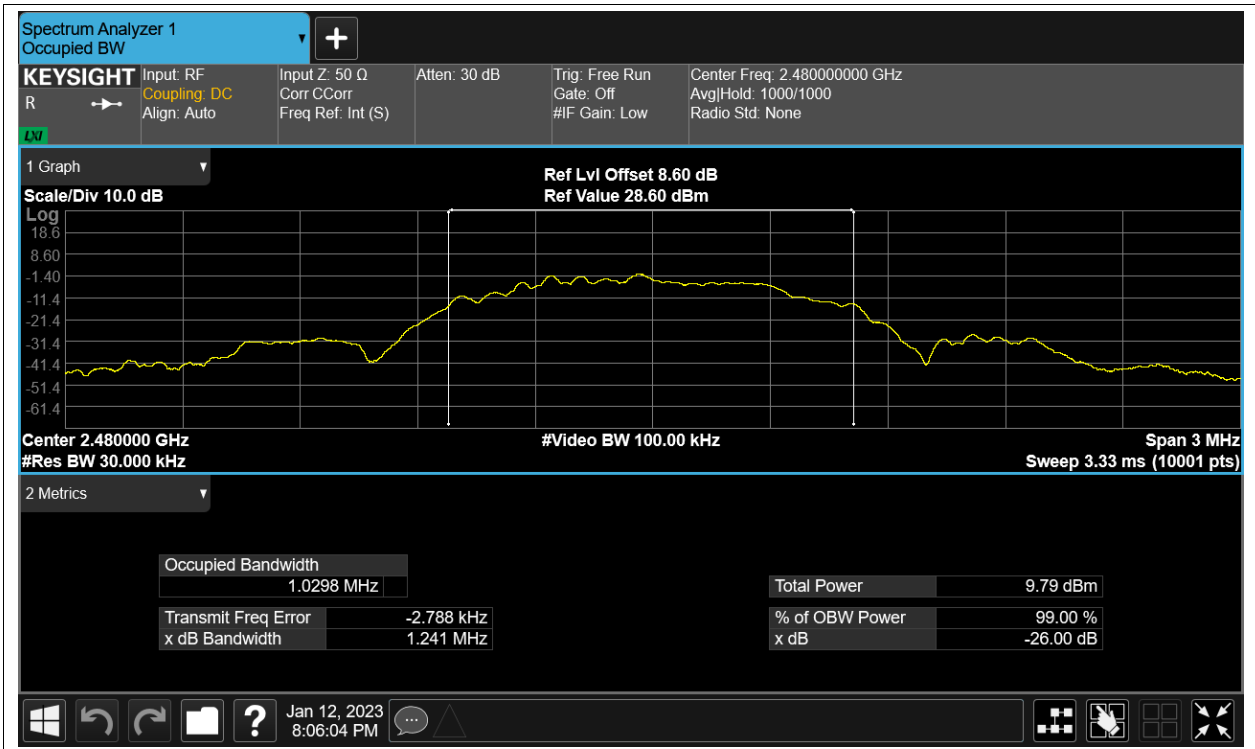 Spectrum Analyzer 1
Occupied BW
KEYSIGHT
R
LXI
Input: RF
Coupling: DC
Align: Auto
Input Z: 50 Ω
Corr CCorr
Freq Ref: Int (S)
Atten: 30 dB
Trig: Free Run
Gate: Off
#IF Gain: Low
Center Freq: 2.480000000 GHz
Avg|Hold: 1000/1000
Radio Std: None
1 Graph
Scale/Div 10.0 dB
Ref Lvl Offset 8.60 dB
Ref Value 28.60 dBm
Log
18.6
8.60
-1.40
-11.4
-21.4
-31.4
-41.4
-51.4
-61.4
Center 2.480000 GHz
#Res BW 30.000 kHz
#Video BW 100.00 kHz
Span 3 MHz
Sweep 3.33 ms (10001 pts)
2 Metrics
Occupied Bandwidth
1.0298 MHz
Transmit Freq Error -2.788 kHz
x dB Bandwidth 1.241 MHz
Total Power 9.79 dBm
% of OBW Power 99.00 %
x dB -26.00 dB
?
Jan 12, 2023
8:06:04 PM